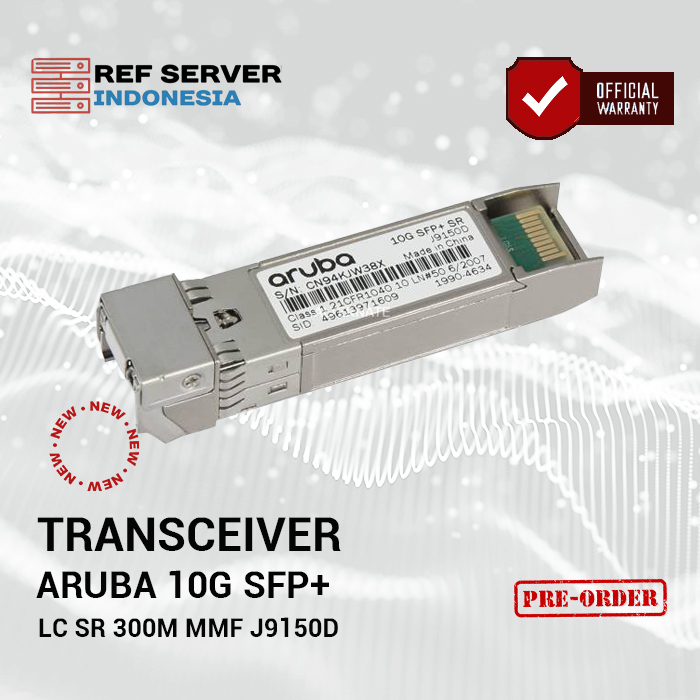 REF SERVER
INDONESIA
OFFICIAL
WARRANTY
aruba
10G SFP+ SR
J9150D
S/N: CN94KJW38X
Made in China
Class 1 21CFR1040.10 LN#50 6/2007
SID 49613971609
1990-4634
NEW • NEW • NEW • NEW • NEW • NEW
TRANSCEIVER
ARUBA 10G SFP+
LC SR 300M MMF J9150D
PRE-ORDER